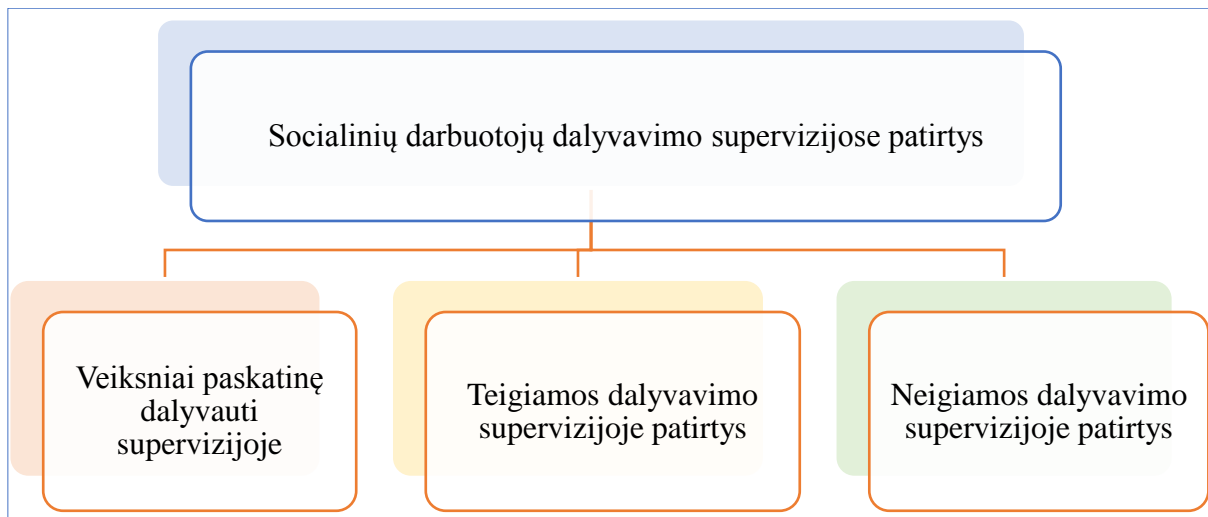 Socialinių darbuotojų dalyvavimo supervizijose patirtys
Veiksniai paskatinę
dalyvauti
supervizijoje
Teigiamos dalyvavimo
supervizijoje patirtys
Neigiamos dalyvavimo
supervizijoje patirtys